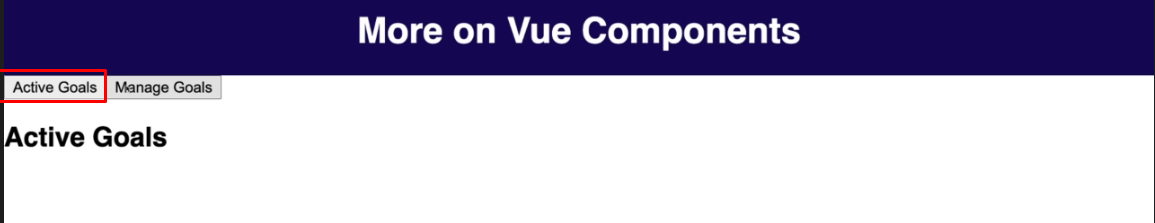 More on Vue Components
Active Goals Manage Goals
Active Goals